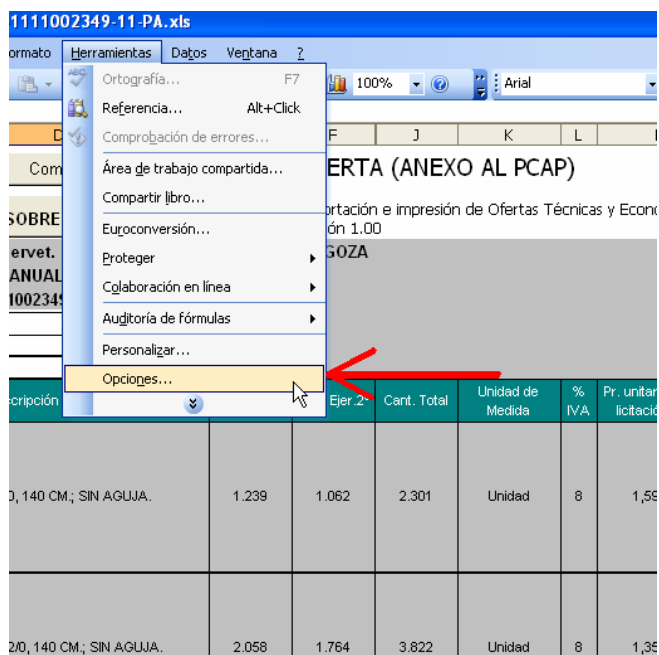 1111002349-11-PA.xls
ormato Herramientas Datos Ventana ?
100% Arial
Ortografía... F7
Referencia... Alt+Click
Comprobación de errores...
Área de trabajo compartida...
Compartir libro...
Euroconversión...
Proteger
Colaboración en línea
Auditoría de fórmulas
Personalizar...
Opciones...
D F J K L
Com ERTA (ANEXO AL PCAP)
SOBRE ortación e impresión de Ofertas Técnicas y Econo
ón 1.00
ervet. GOZA
ANUAL
100234
cripción Ejer.2º Cant. Total Unidad de Medida % IVA Pr. unitar licitació
0, 140 CM.; SIN AGUJA. 1.239 1.062 2.301 Unidad 8 1,59
2/0, 140 CM.; SIN AGUJA. 2.058 1.764 3.822 Unidad 8 1,35